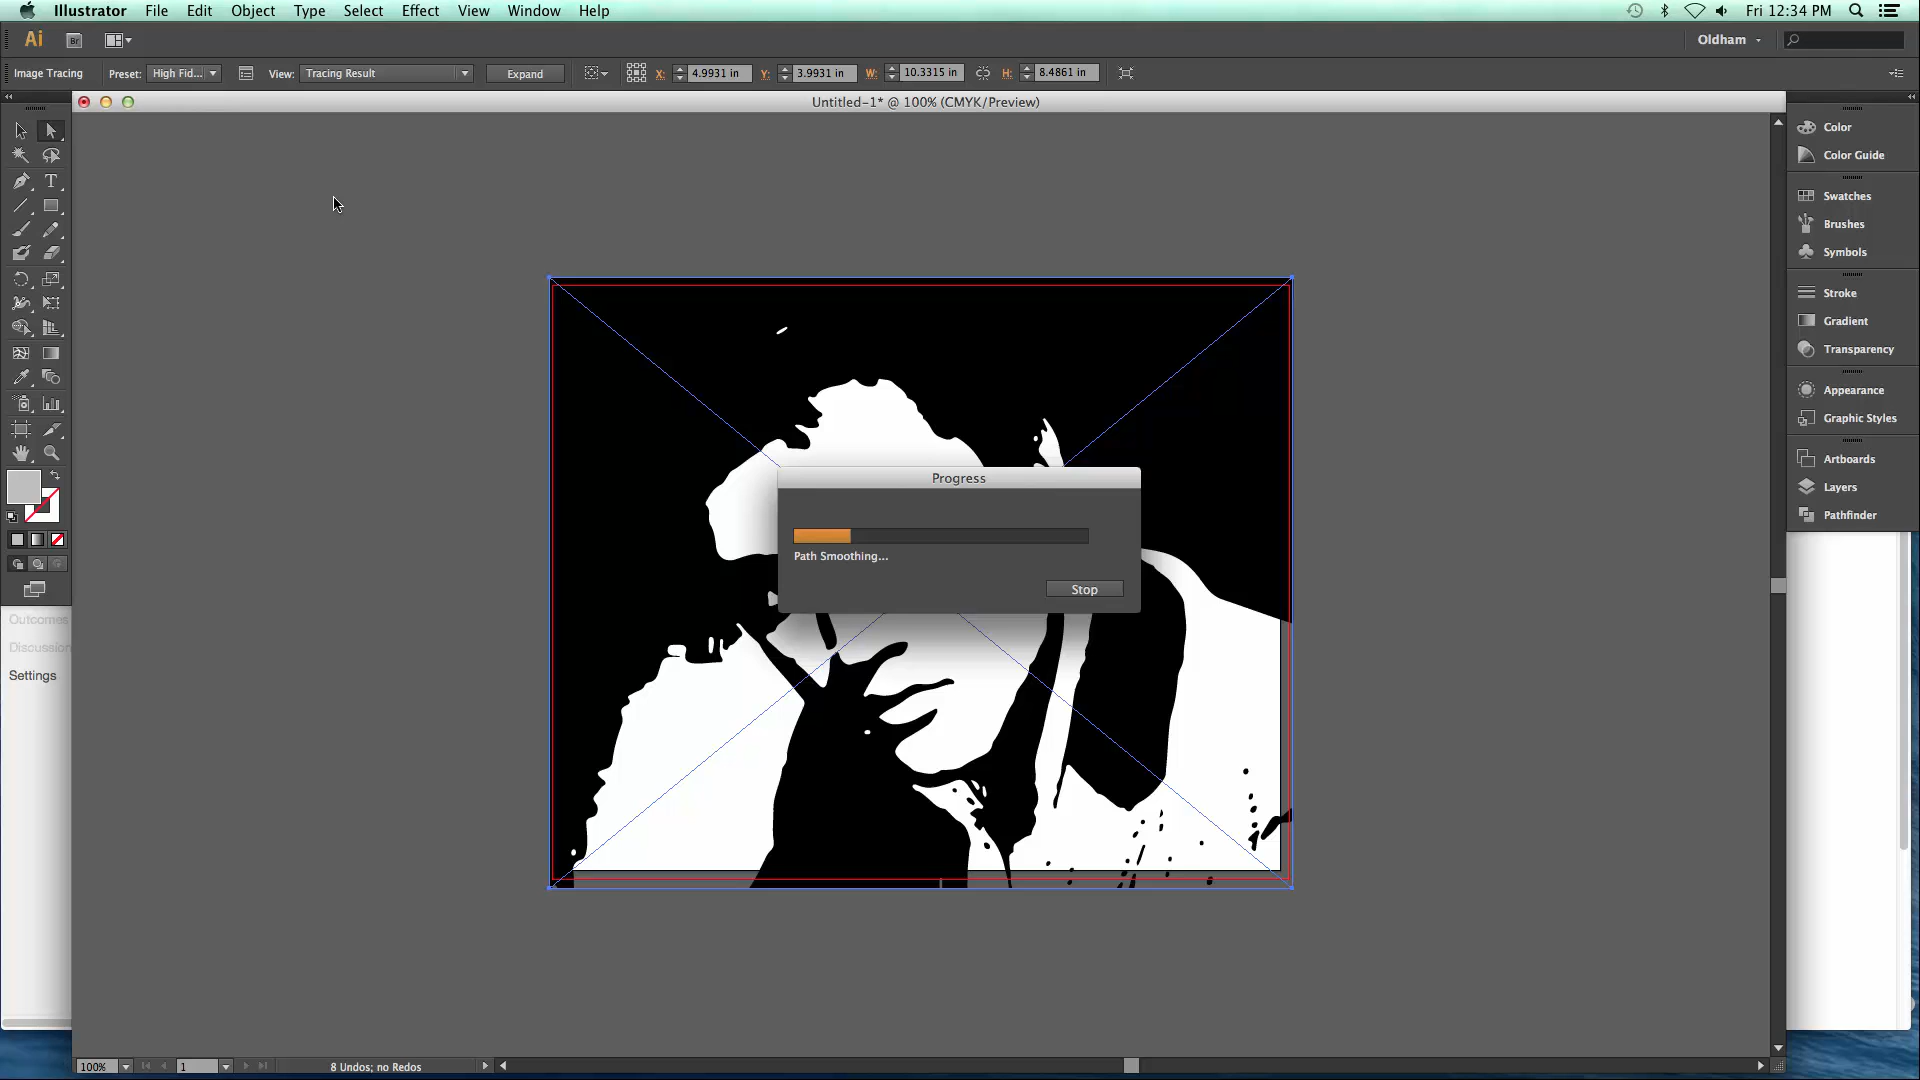 Illustrator File Edit Object Type Select Effect View Window Help
Fri 12:34 PM
Ai Br
Oldham
Image Tracing Preset: High Fid... View: Tracing Result Expand X: 4.9931 in Y: 3.9931 in W: 10.3315 in H: 8.4861 in
Untitled-1* @ 100% (CMYK/Preview)
Color
Color Guide
Swatches
Brushes
Symbols
Stroke
Gradient
Transparency
Appearance
Graphic Styles
Artboards
Layers
Pathfinder
Progress
Path Smoothing...
Stop
Outcomes
Discussion
Settings
100% 1 8 Undos; no Redos